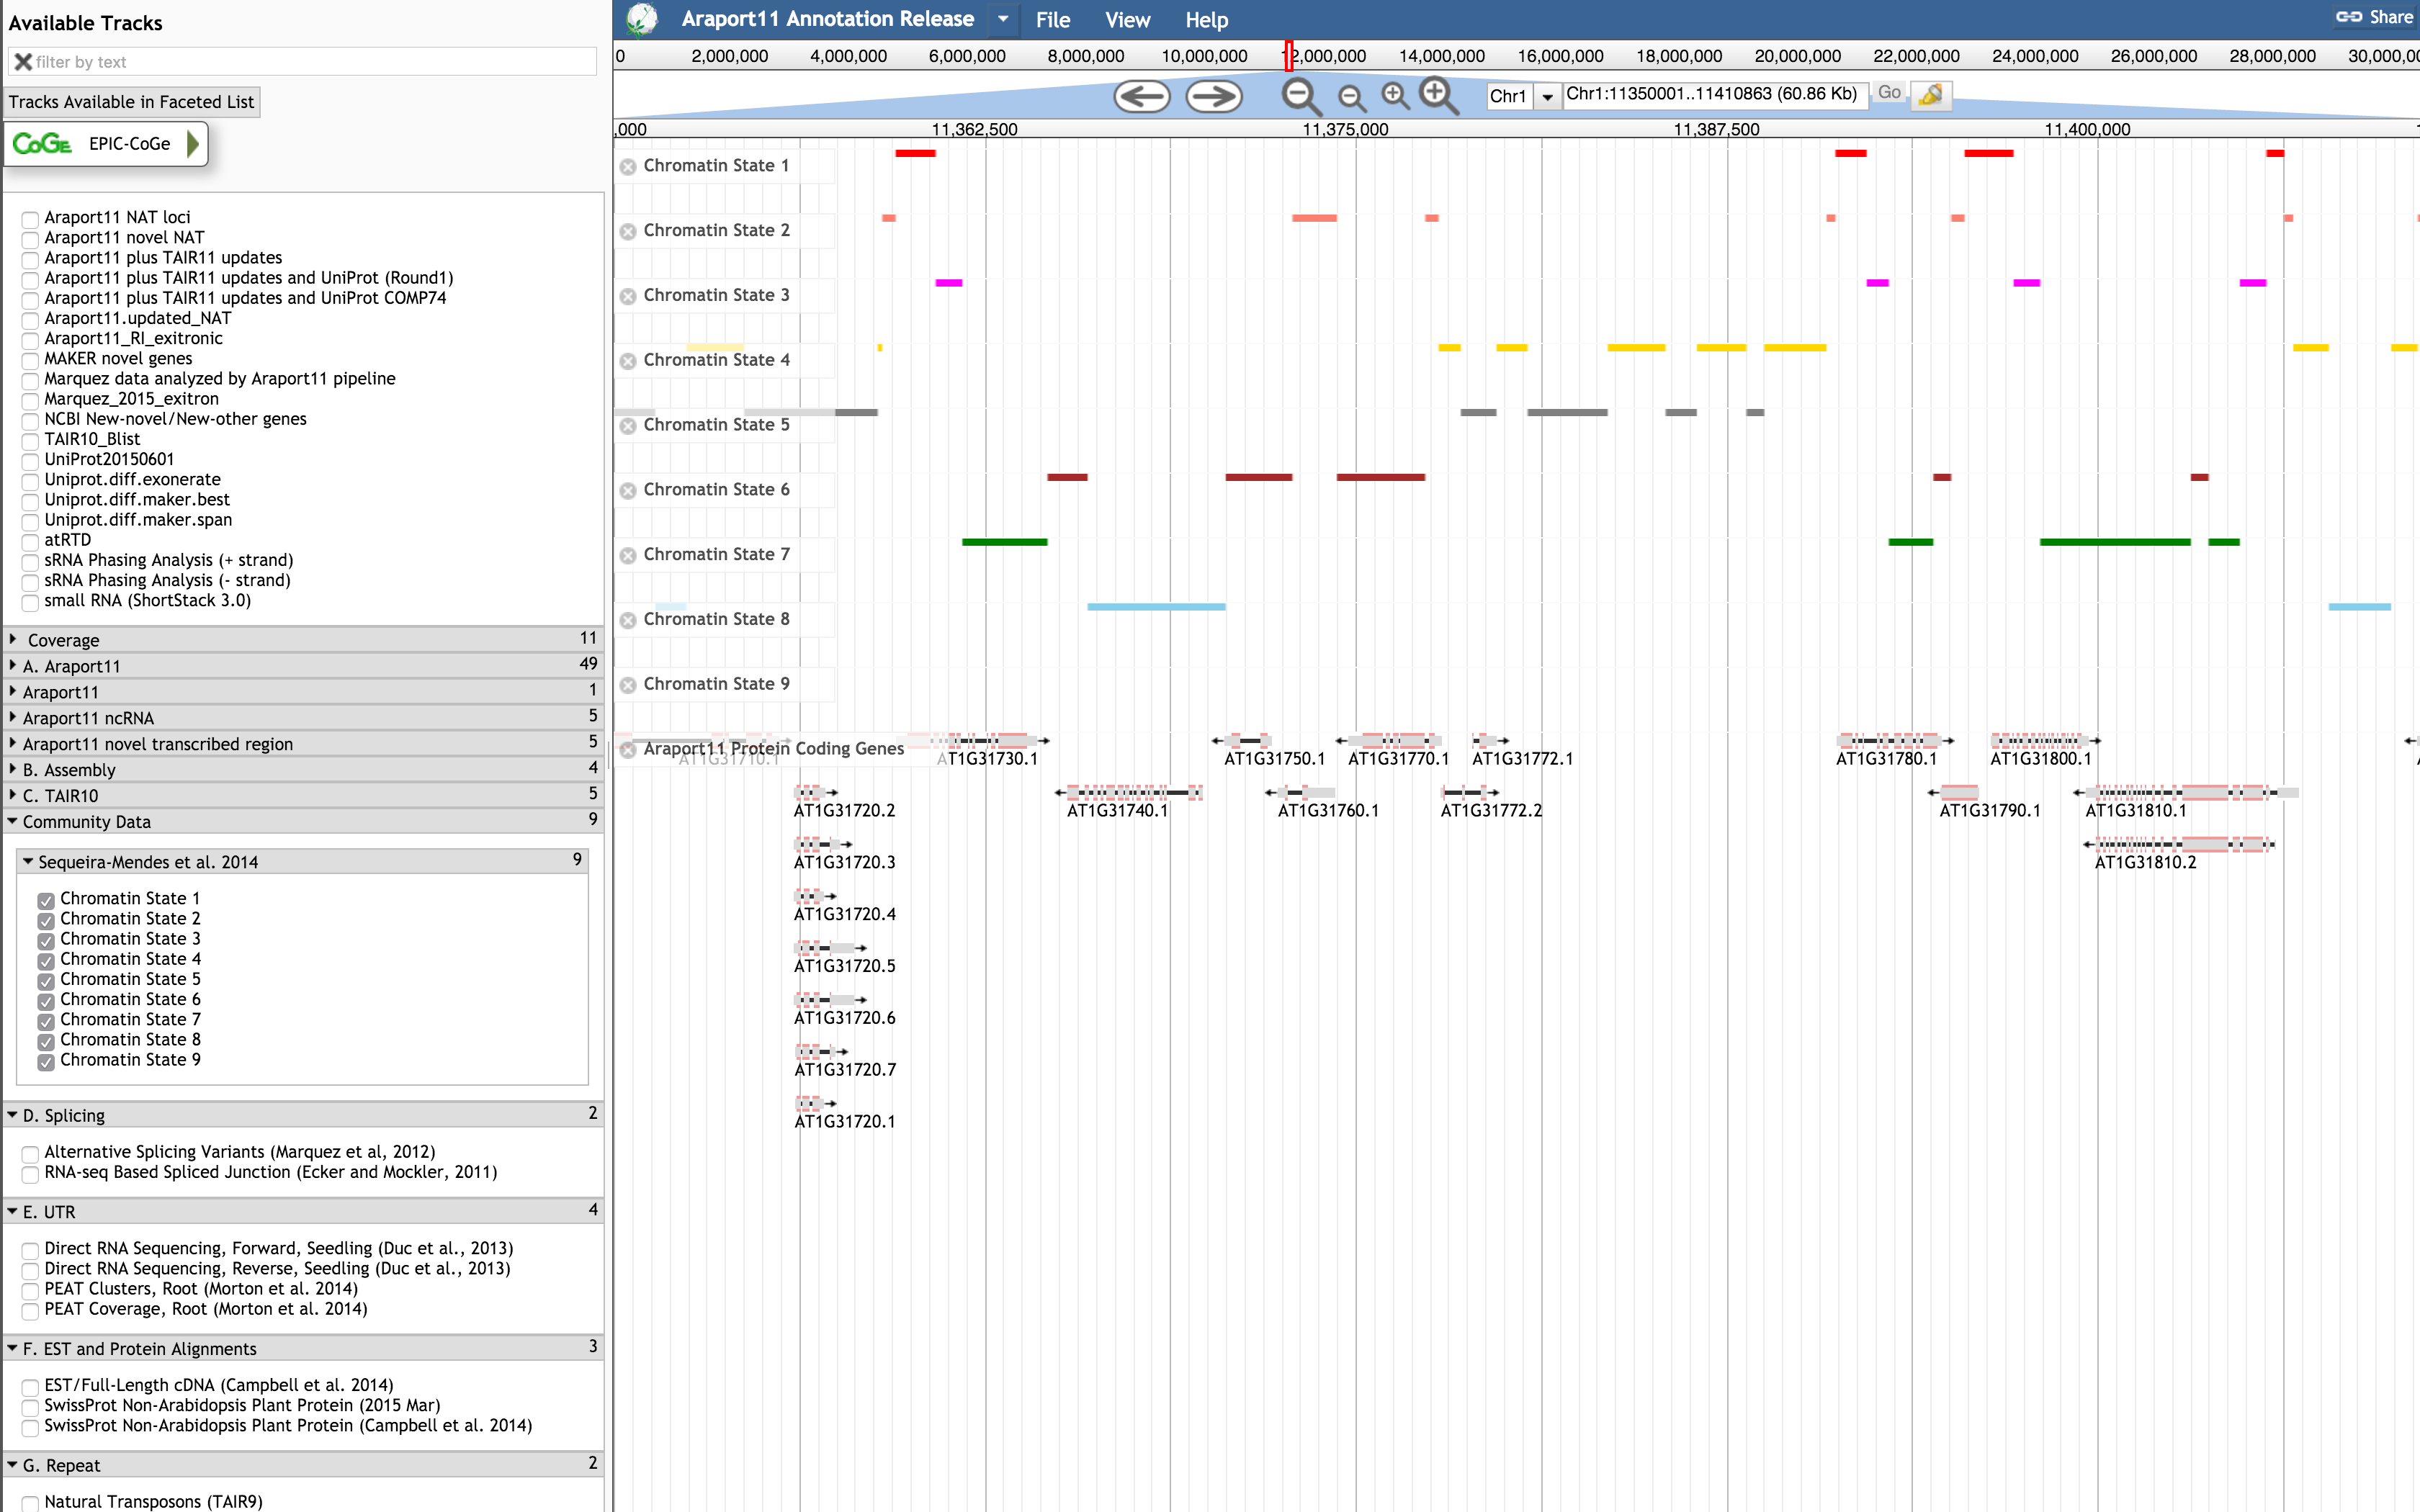 Available Tracks
filter by text
Tracks Available in Faceted List
CoGe EPIC-CoGe
Araport11 NAT loci
Araport11 novel NAT
Araport11 plus TAIR11 updates
Araport11 plus TAIR11 updates and UniProt (Round1)
Araport11 plus TAIR11 updates and UniProt COMP74
Araport11.updated_NAT
Araport11_RI_exitronic
MAKER novel genes
Marquez data analyzed by Araport11 pipeline
Marquez_2015_exitron
NCBI New-novel/New-other genes
TAIR10_Blist
UniProt20150601
Uniprot.diff.exonerate
Uniprot.diff.maker.best
Uniprot.diff.maker.span
atRTD
sRNA Phasing Analysis (+ strand)
sRNA Phasing Analysis (- strand)
small RNA (ShortStack 3.0)
Coverage 11
A. Araport11 49
Araport11 1
Araport11 ncRNA 5
Araport11 novel transcribed region 5
B. Assembly 4
C. TAIR10 5
Community Data 9
Sequeira-Mendes et al. 2014 9
Chromatin State 1
Chromatin State 2
Chromatin State 3
Chromatin State 4
Chromatin State 5
Chromatin State 6
Chromatin State 7
Chromatin State 8
Chromatin State 9
D. Splicing 2
Alternative Splicing Variants (Marquez et al, 2012)
RNA-seq Based Spliced Junction (Ecker and Mockler, 2011)
E. UTR 4
Direct RNA Sequencing, Forward, Seedling (Duc et al., 2013)
Direct RNA Sequencing, Reverse, Seedling (Duc et al., 2013)
PEAT Clusters, Root (Morton et al. 2014)
PEAT Coverage, Root (Morton et al. 2014)
F. EST and Protein Alignments 3
EST/Full-Length cDNA (Campbell et al. 2014)
SwissProt Non-Arabidopsis Plant Protein (2015 Mar)
SwissProt Non-Arabidopsis Plant Protein (Campbell et al. 2014)
G. Repeat 2
Natural Transposons (TAIR9)
Araport11 Annotation Release File View Help Share
0 2,000,000 4,000,000 6,000,000 8,000,000 10,000,000 12,000,000 14,000,000 16,000,000 18,000,000 20,000,000 22,000,000 24,000,000 26,000,000 28,000,000 30,000,0
Chr1 Chr1:11350001..11410863 (60.86 Kb) Go
,000 11,362,500 11,375,000 11,387,500 11,400,000
Chromatin State 1
Chromatin State 2
Chromatin State 3
Chromatin State 4
Chromatin State 5
Chromatin State 6
Chromatin State 7
Chromatin State 8
Chromatin State 9
Araport11 Protein Coding Genes
AT1G31710.1 AT1G31730.1 AT1G31750.1 AT1G31770.1 AT1G31772.1 AT1G31780.1 AT1G31800.1
AT1G31720.2 AT1G31740.1 AT1G31760.1 AT1G31772.2 AT1G31790.1 AT1G31810.1
AT1G31720.3 AT1G31810.2
AT1G31720.4
AT1G31720.5
AT1G31720.6
AT1G31720.7
AT1G31720.1